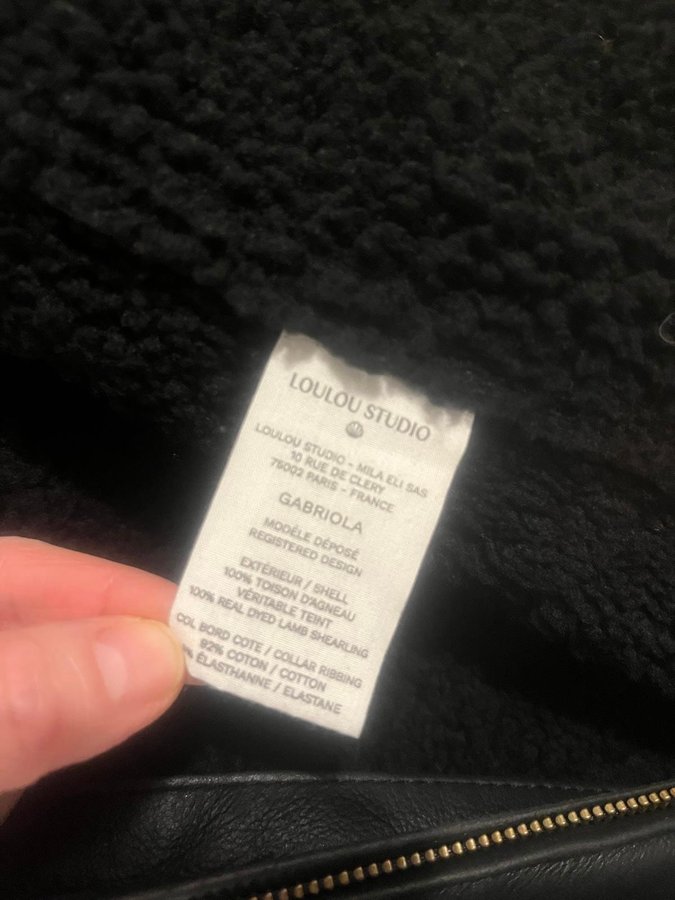 LOULOU STUDIO
LOULOU STUDIO - MILA ELI SAS
10 RUE DE CLERY
75002 PARIS - FRANCE
GABRIOLA
MODÈLE DÉPOSÉ
REGISTERED DESIGN
EXTÉRIEUR / SHELL
100% TOISON D'AGNEAU
VÉRITABLE TEINT
100% REAL DYED LAMB SHEARLING
COL BORD COTE / COLLAR RIBBING
92% COTON / COTTON
% ÉLASTHANNE / ELASTANE